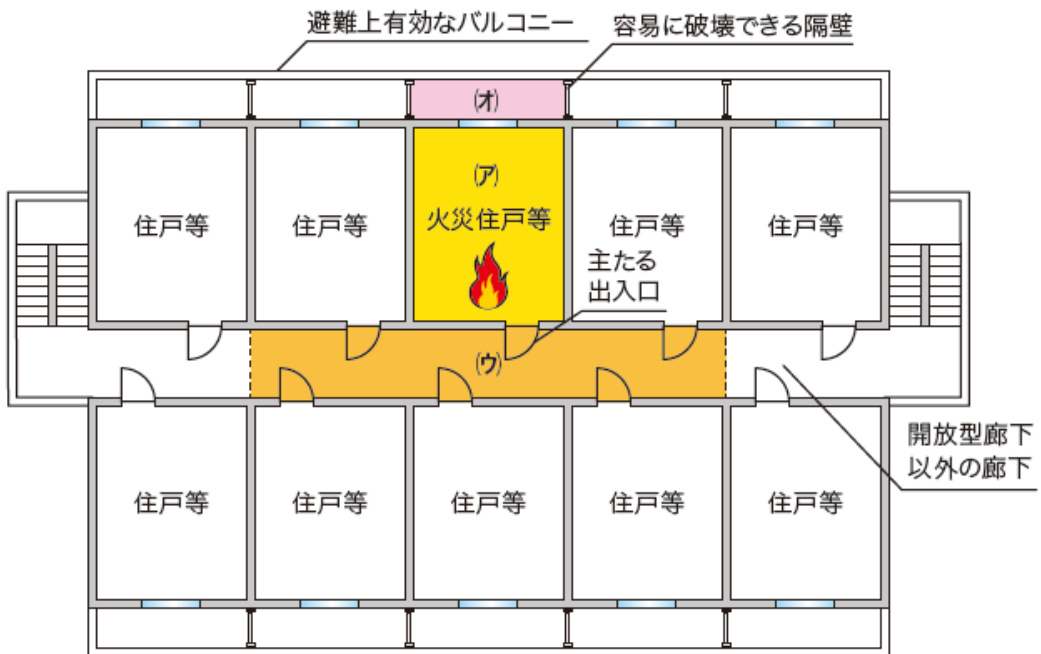 避難上有効なバルコニー
容易に破壊できる隔壁
㈺
㈰
住戸等
住戸等
火災住戸等
住戸等
住戸等
主たる
出入口
(ウ)
開放型廊下
以外の廊下
住戸等
住戸等
住戸等
住戸等
住戸等